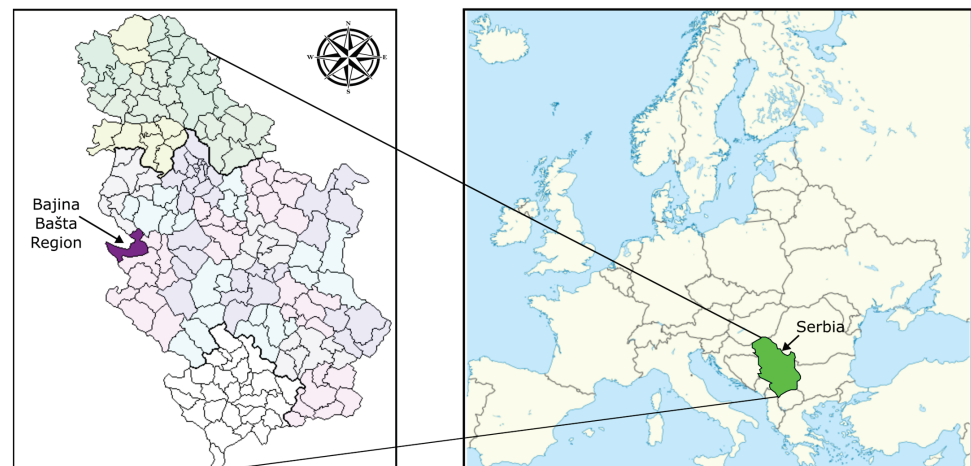 N
W
E
S
Bajina
Bašta
Region
Serbia